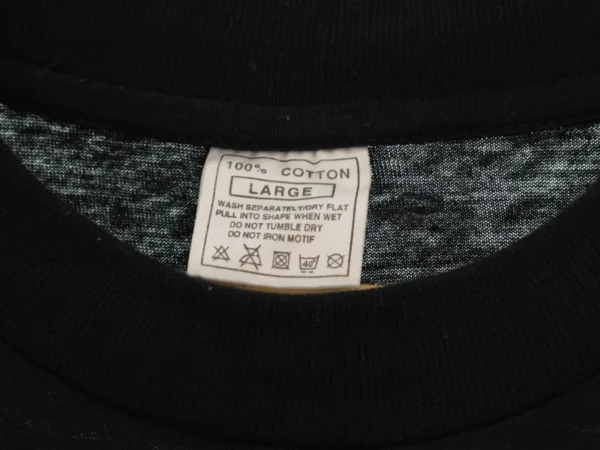 100% COTTON
LARGE
WASH SEPARATELY/DRY FLAT
PULL INTO SHAPE WHEN WET
DO NOT TUMBLE DRY
DO NOT IRON MOTIF
40°